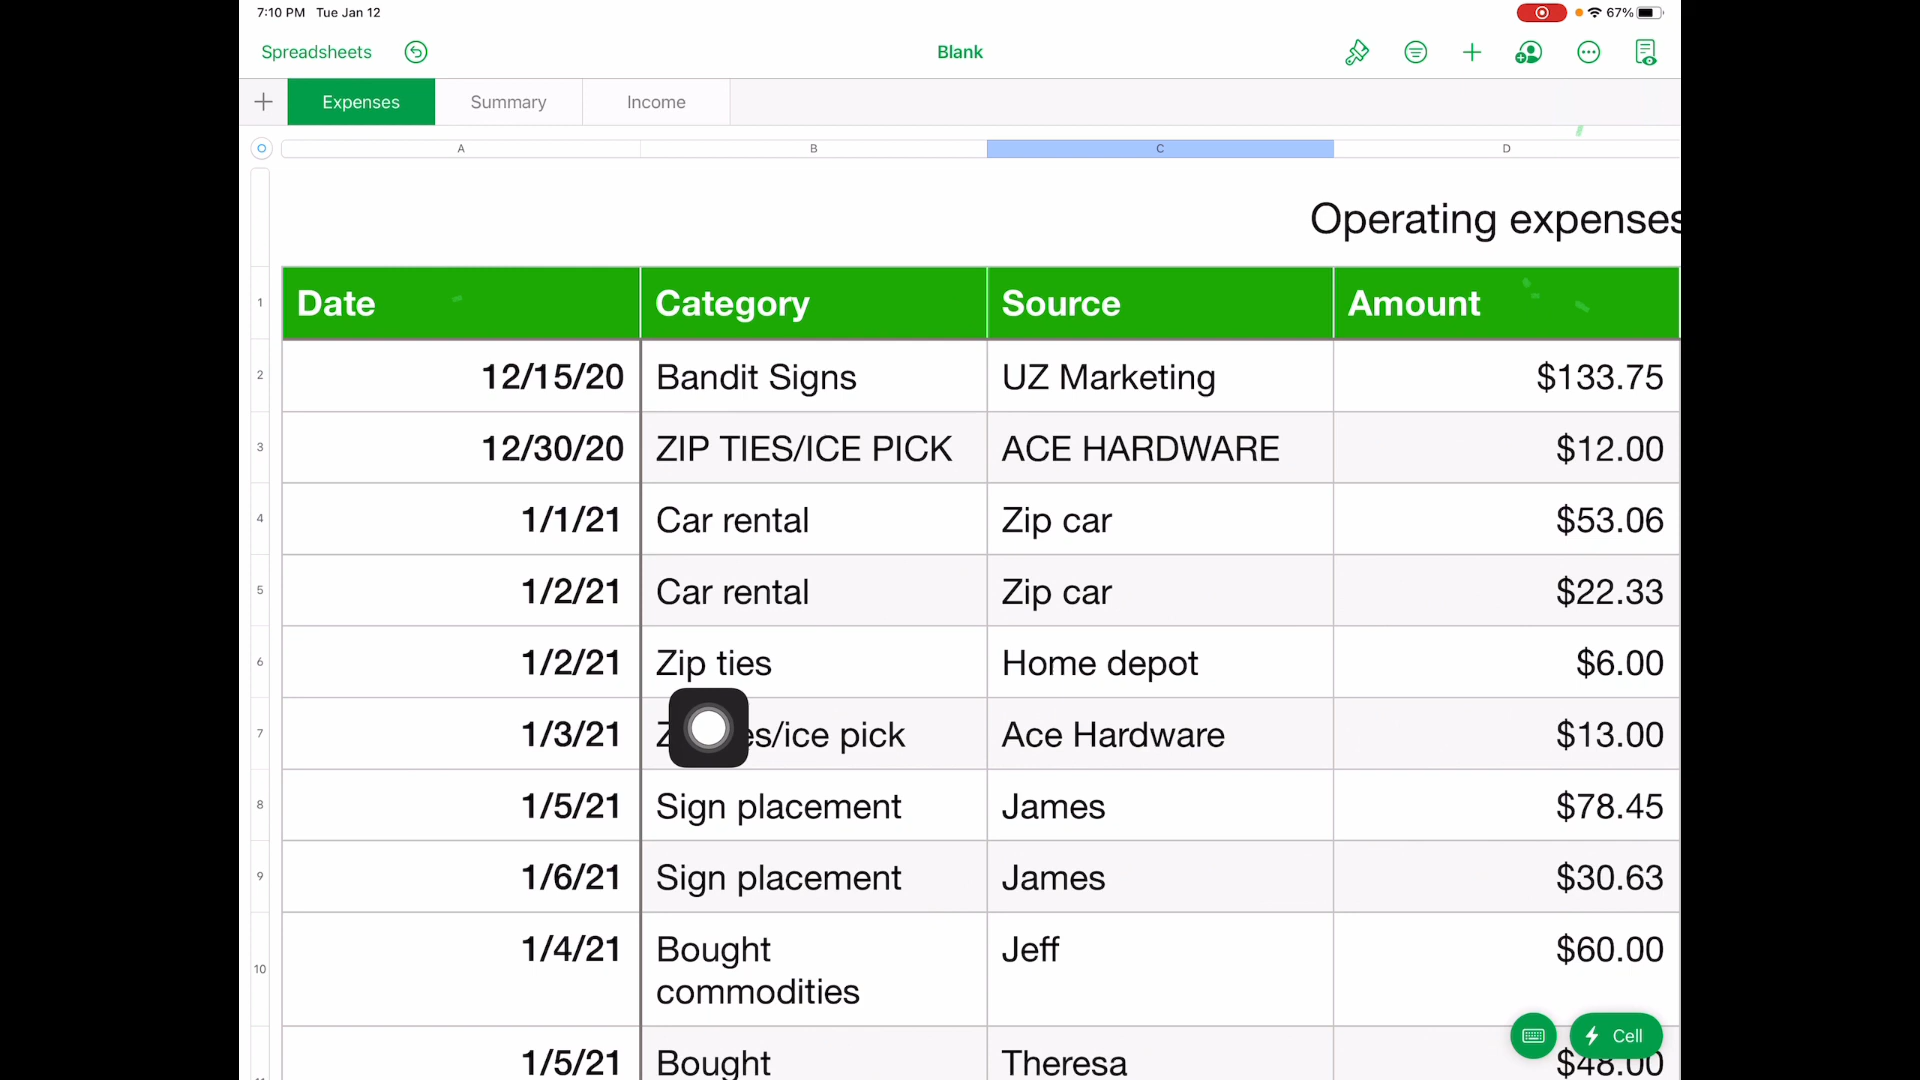 7:10 PM Tue Jan 12 67%
Spreadsheets Blank
Expenses Summary Income
A B C D
Operating expenses
1 Date Category Source Amount
2 12/15/20 Bandit Signs UZ Marketing $133.75
3 12/30/20 ZIP TIES/ICE PICK ACE HARDWARE $12.00
4 1/1/21 Car rental Zip car $53.06
5 1/2/21 Car rental Zip car $22.33
6 1/2/21 Zip ties Home depot $6.00
7 1/3/21 es/ice pick Ace Hardware $13.00
8 1/5/21 Sign placement James $78.45
9 1/6/21 Sign placement James $30.63
10 1/4/21 Bought Jeff $60.00
commodities
Cell
1/5/21 Bought Theresa $48.00